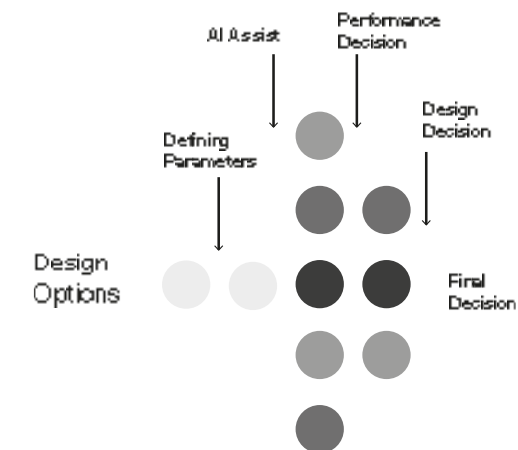 Performance
Decision
AI Assist
Design
Decision
Defining
Parameters
Design
Options
Final
Decision